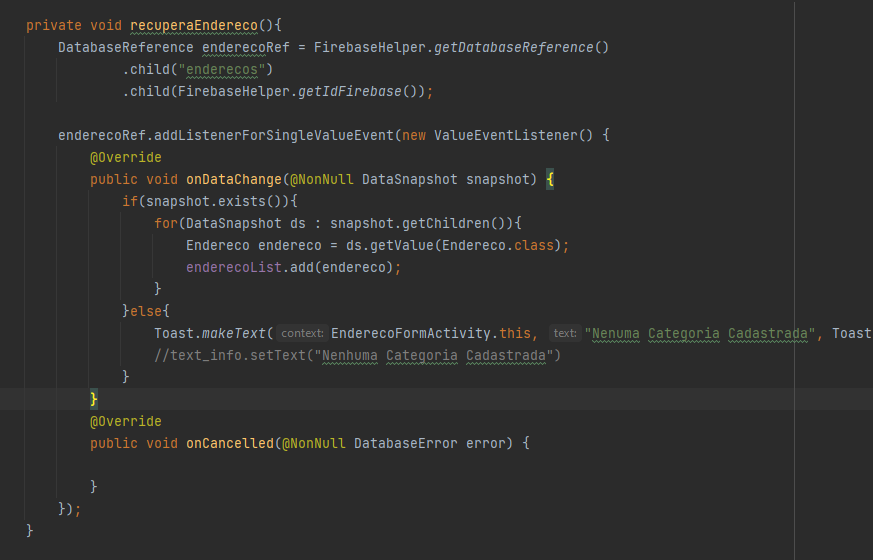 private void recuperaEndereco(){
DatabaseReference enderecoRef = FirebaseHelper.getDatabaseReference()
.child("enderecos")
.child(FirebaseHelper.getIdFirebase());
enderecoRef.addListenerForSingleValueEvent(new ValueEventListener() {
@Override
public void onDataChange(@NonNull DataSnapshot snapshot) {
if(snapshot.exists()){
for(DataSnapshot ds : snapshot.getChildren()){
Endereco endereco = ds.getValue(Endereco.class);
enderecoList.add(endereco);
}
}else{
Toast.makeText( context: EnderecoFormActivity.this, text: "Nenuma Categoria Cadastrada", Toast
//text_info.setText("Nenhuma Categoria Cadastrada")
}
}
@Override
public void onCancelled(@NonNull DatabaseError error) {
}
});
}